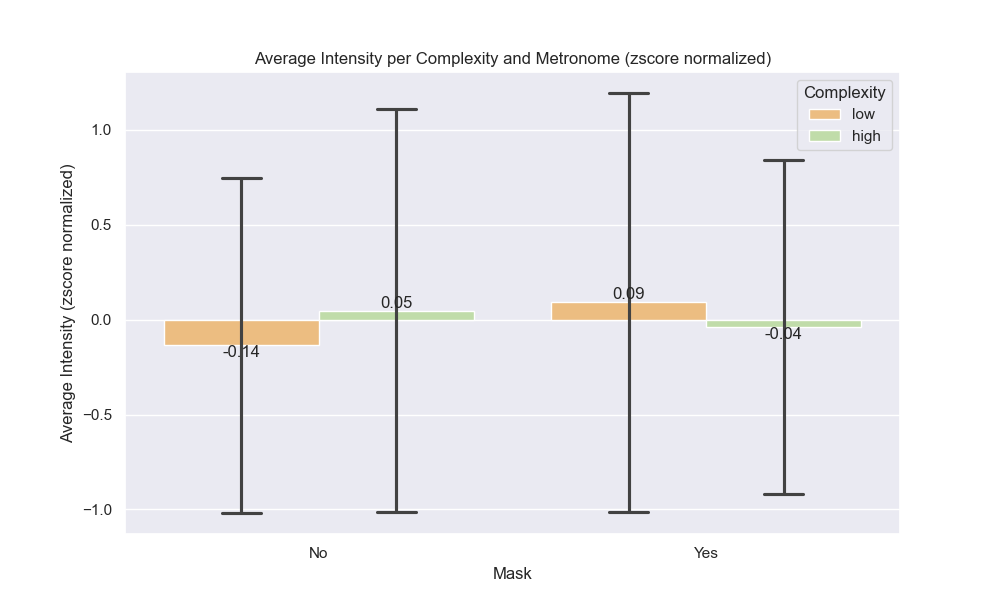 Average Intensity per Complexity and Metronome (zscore normalized)
Complexity
low
high
Average Intensity (zscore normalized)
1.0
0.5
0.0
−0.5
−1.0
-0.14
0.05
0.09
-0.04
No
Yes
Mask